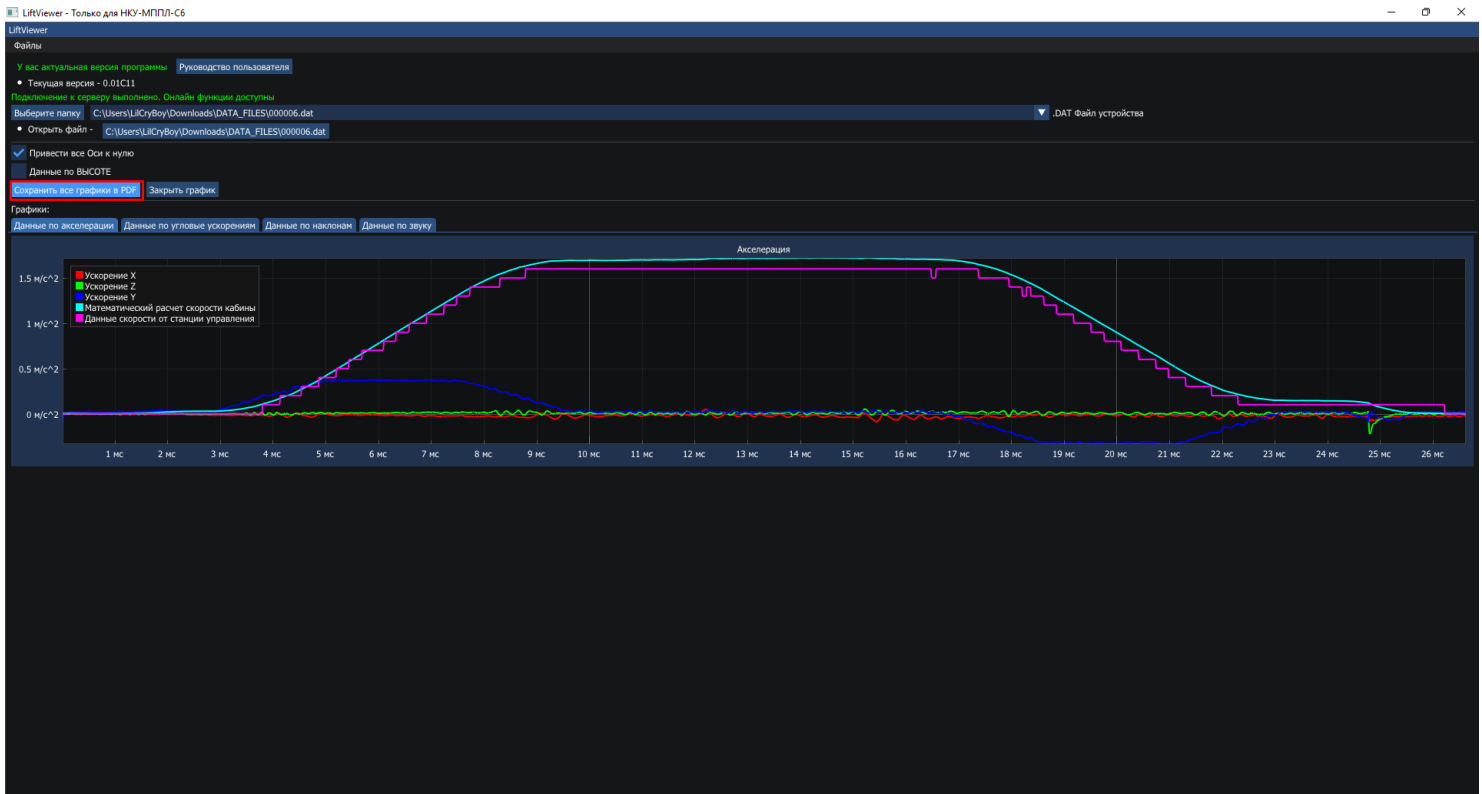 LiftViewer - Только для НКУ-МППЛ-С6
LiftViewer
Файлы
У вас актуальная версия программы Руководство пользователя
Текущая версия - 0.01C11
Подключение к серверу выполнено. Онлайн функции доступны
Выберите папку C:\Users\LilCryBoy\Downloads\DATA_FILES\000006.dat .DAT Файл устройства
Открыть файл - C:\Users\LilCryBoy\Downloads\DATA_FILES\000006.dat
Привести все Оси к нулю
Данные по ВЫСОТЕ
Сохранить все графики в PDF Закрыть график
Графики:
Данные по акселерации Данные по угловые ускорениям Данные по наклонам Данные по звуку
Акселерация
1.5 м/с^2
1 м/с^2
0.5 м/с^2
0 м/с^2
Ускорение X
Ускорение Z
Ускорение Y
Математический расчет скорости кабины
Данные скорости от станции управления
1 мс 2 мс 3 мс 4 мс 5 мс 6 мс 7 мс 8 мс 9 мс 10 мс 11 мс 12 мс 13 мс 14 мс 15 мс 16 мс 17 мс 18 мс 19 мс 20 мс 21 мс 22 мс 23 мс 24 мс 25 мс 26 мс